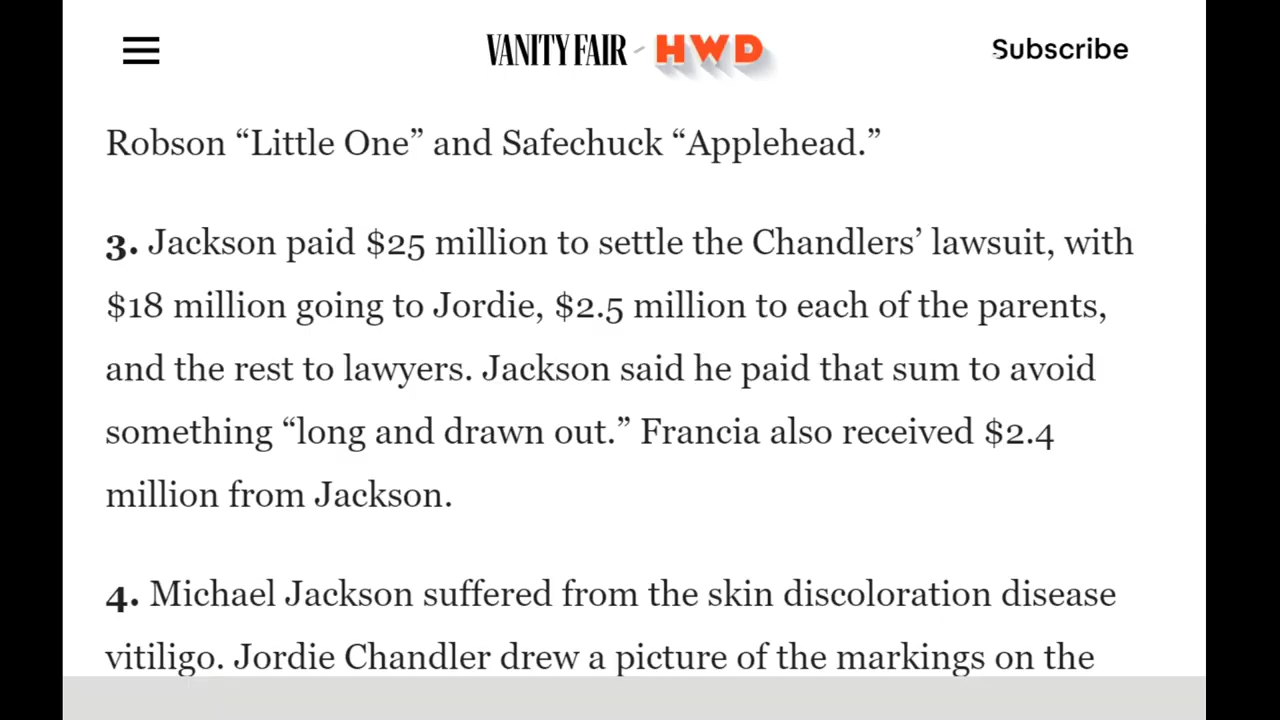 VANITY FAIR - HWD
Subscribe
Robson “Little One” and Safechuck “Applehead.”
3. Jackson paid $25 million to settle the Chandlers’ lawsuit, with
$18 million going to Jordie, $2.5 million to each of the parents,
and the rest to lawyers. Jackson said he paid that sum to avoid
something “long and drawn out.” Francia also received $2.4
million from Jackson.
4. Michael Jackson suffered from the skin discoloration disease
vitiligo. Jordie Chandler drew a picture of the markings on the